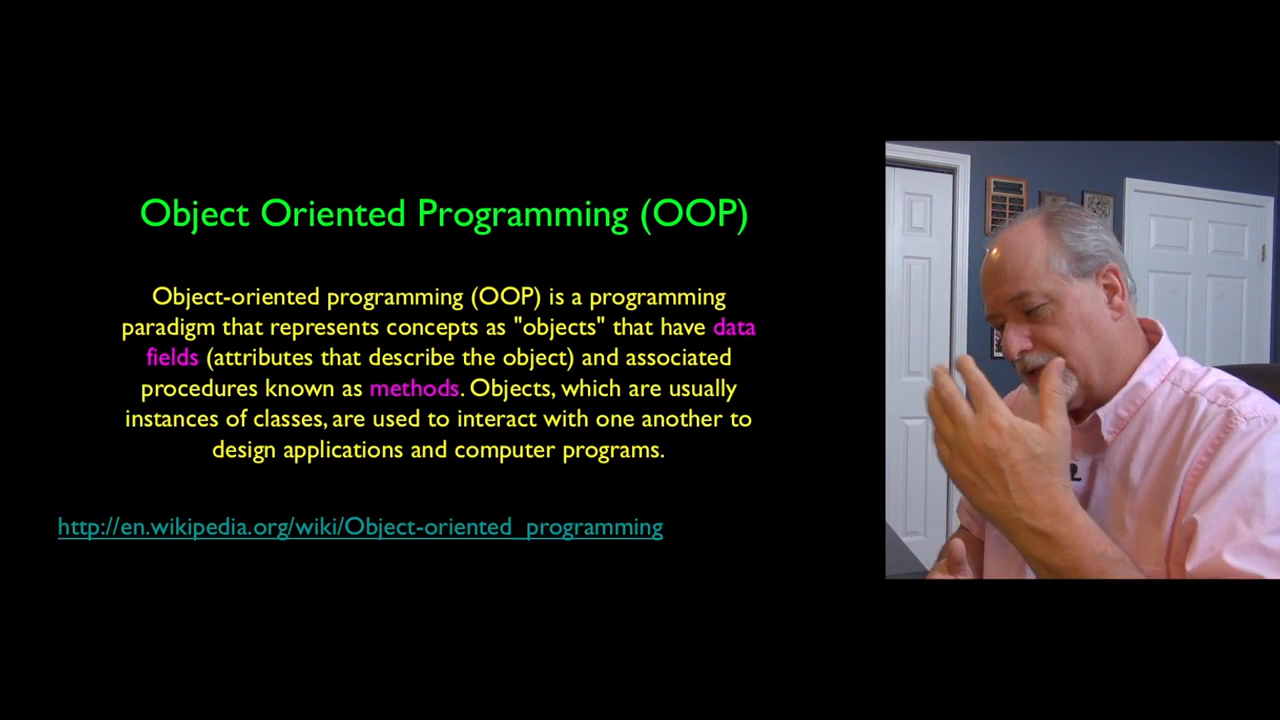 Object Oriented Programming (OOP)
Object-oriented programming (OOP) is a programming
paradigm that represents concepts as "objects" that have data
fields (attributes that describe the object) and associated
procedures known as methods. Objects, which are usually
instances of classes, are used to interact with one another to
design applications and computer programs.
http://en.wikipedia.org/wiki/Object-oriented_programming